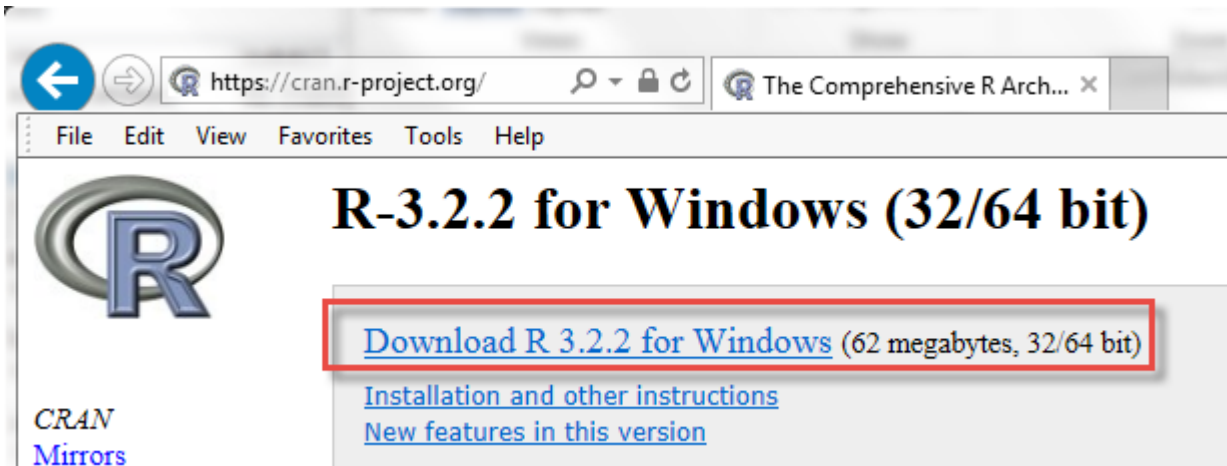 https://cran.r-project.org/
The Comprehensive R Arch...
File Edit View Favorites Tools Help
R
R-3.2.2 for Windows (32/64 bit)
Download R 3.2.2 for Windows (62 megabytes, 32/64 bit)
Installation and other instructions
New features in this version
CRAN
Mirrors